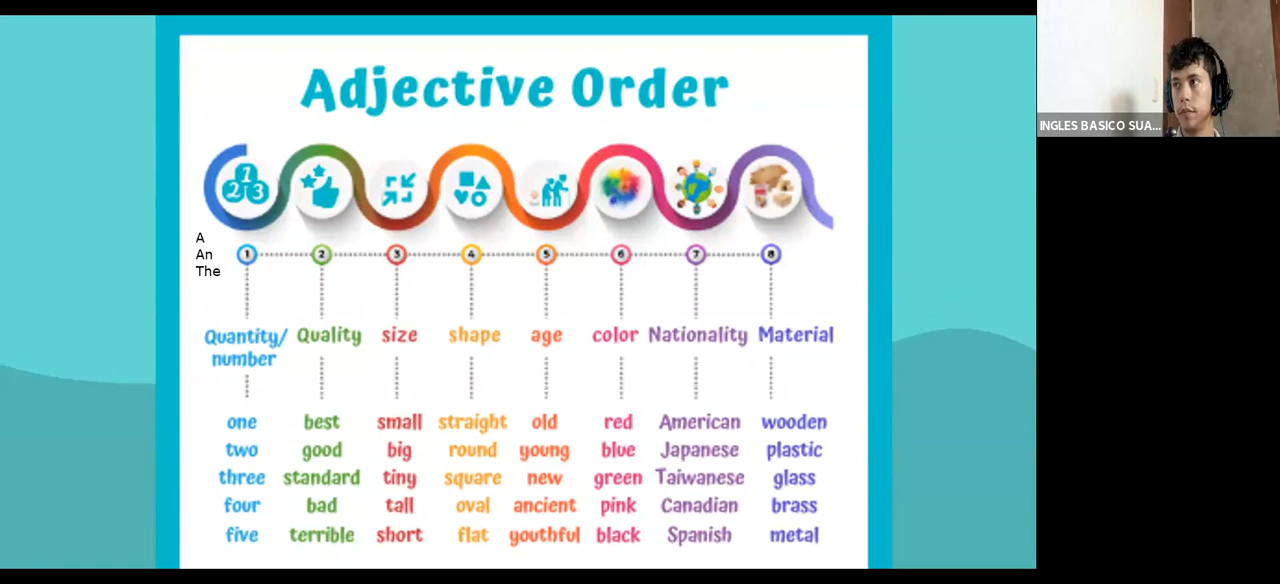 Adjective Order
1 2 3
A
An
The
1 2 3 4 5 6 7 8
Quantity/ number Quality size shape age color Nationality Material
one best small straight old red American wooden
two good big round young blue Japanese plastic
three standard tiny square new green Taiwanese glass
four bad tall oval ancient pink Canadian brass
five terrible short flat youthful black Spanish metal
INGLES BASICO SUA...